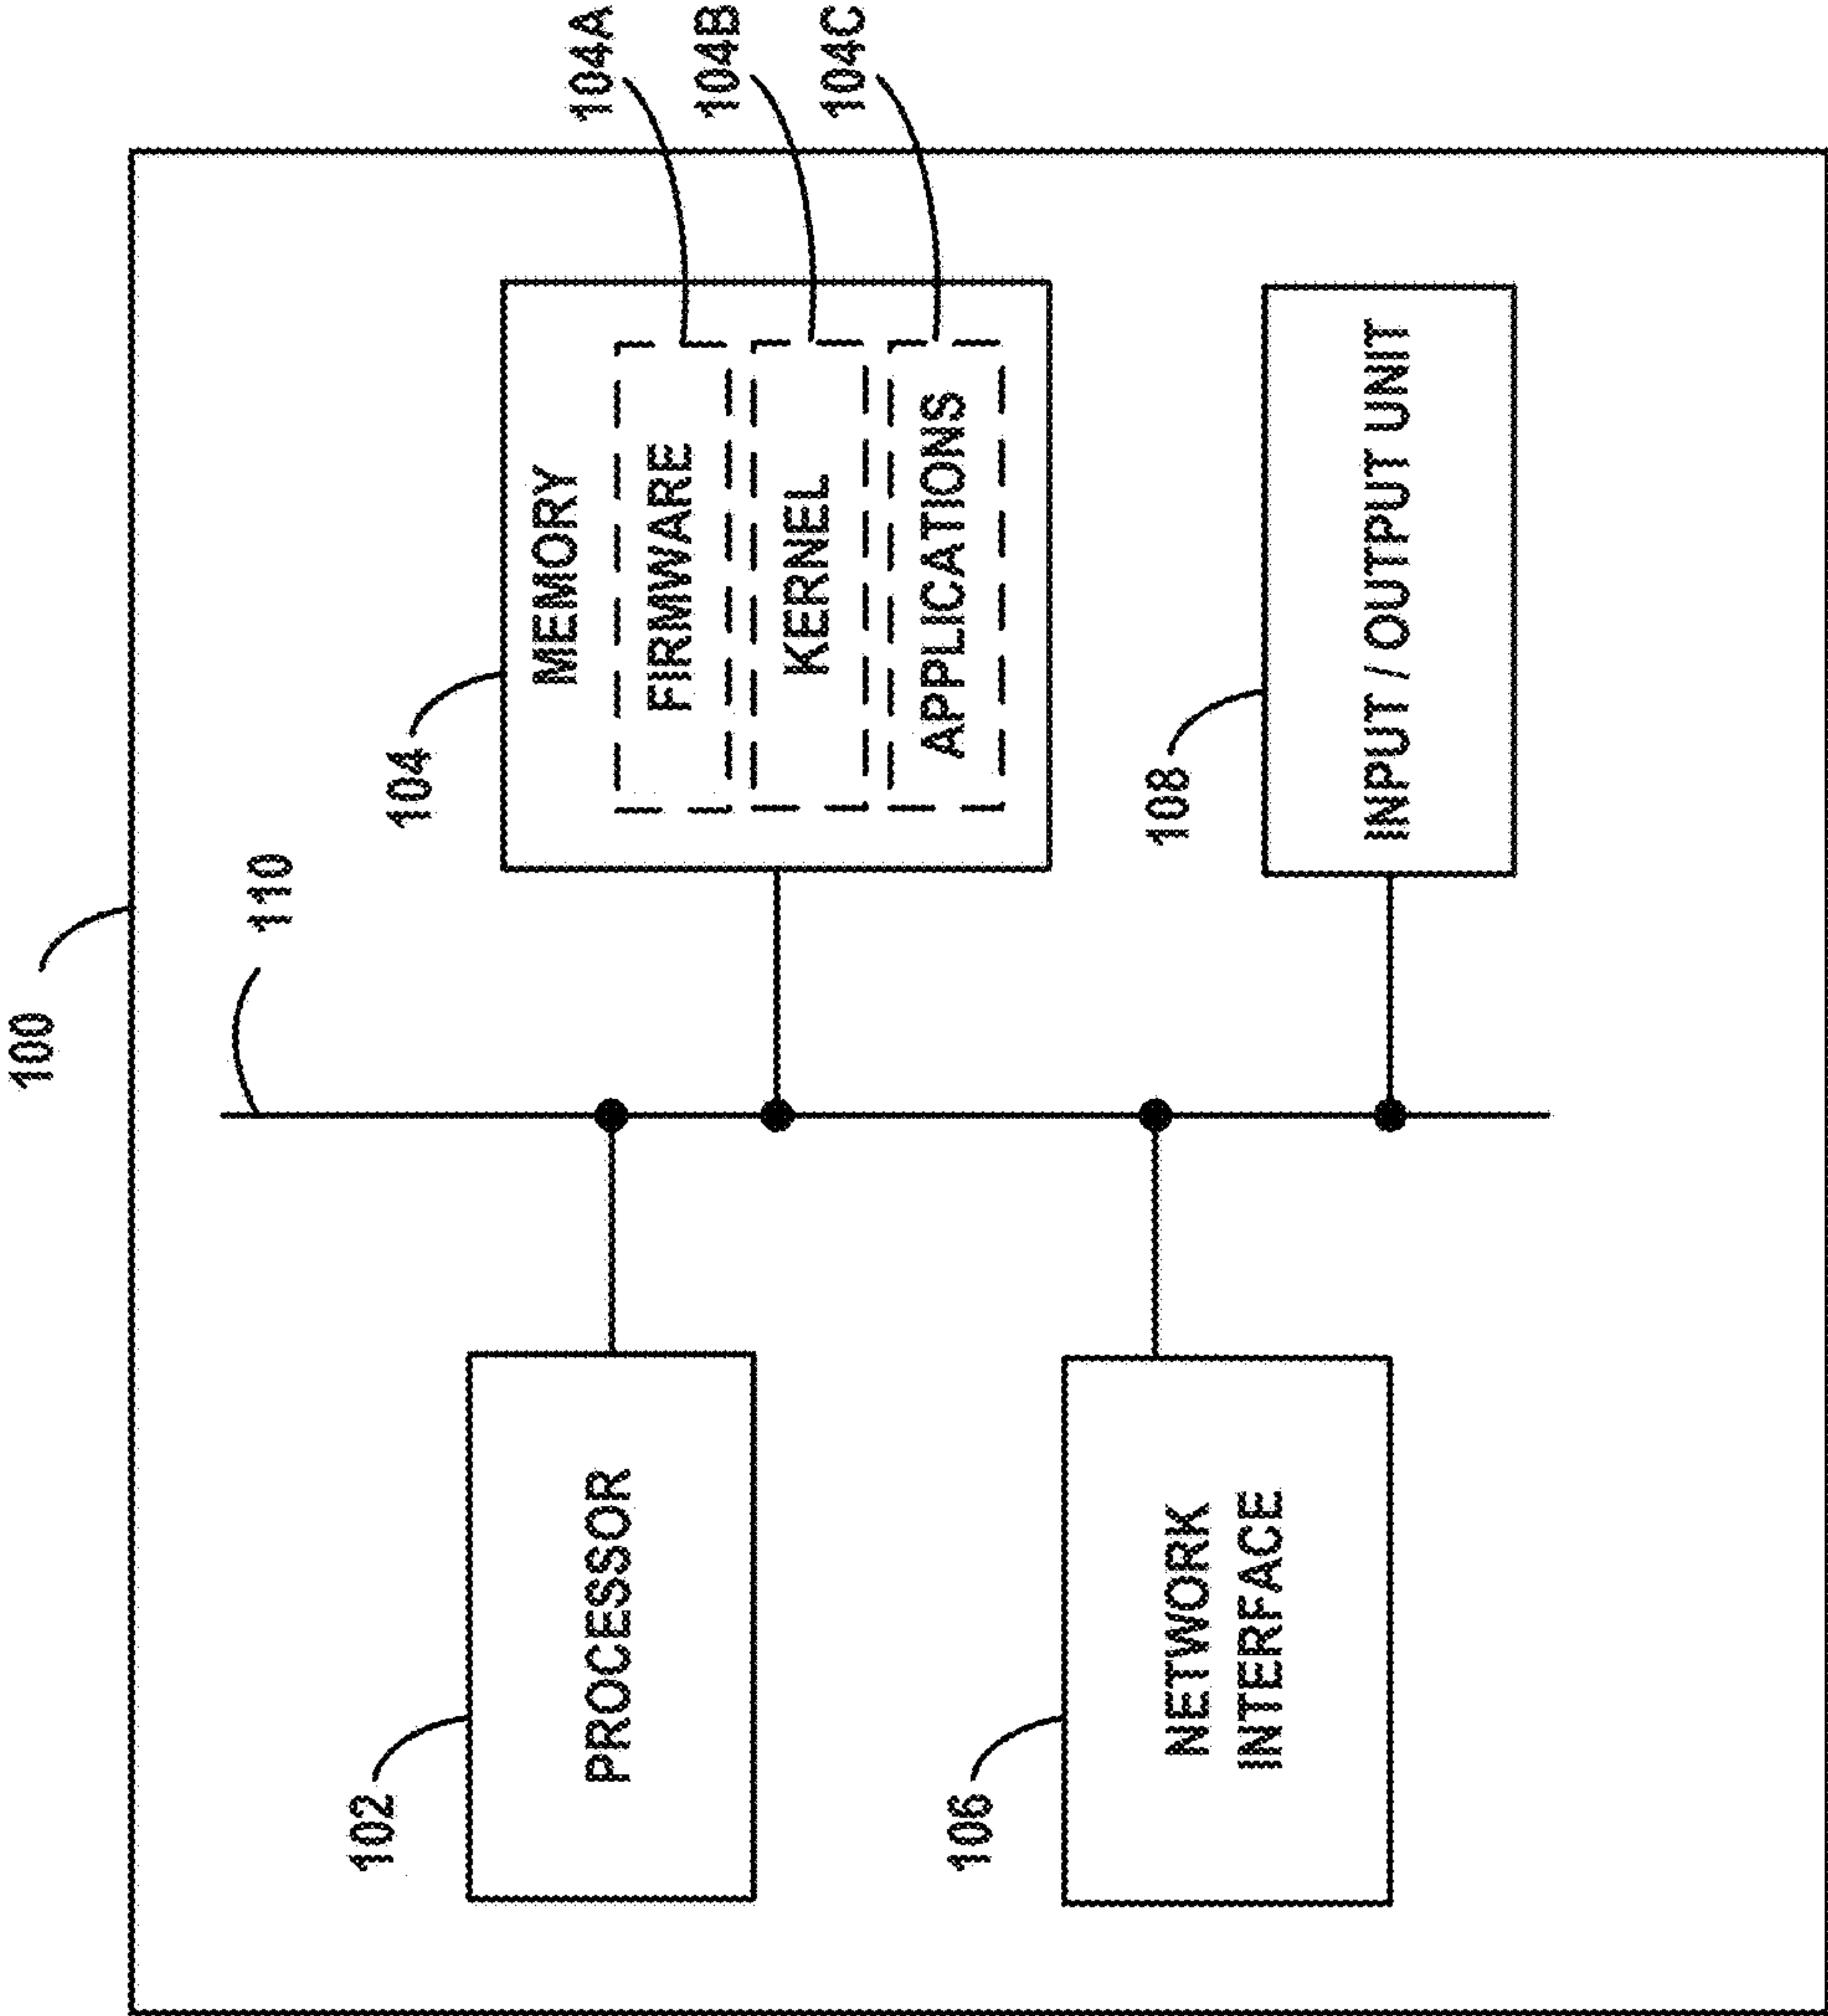 100
110
102
PROCESSOR
104
MEMORY
FIRMWARE
104A
KERNEL
104B
APPLICATIONS
104C
106
NETWORK
INTERFACE
108
INPUT / OUTPUT UNIT